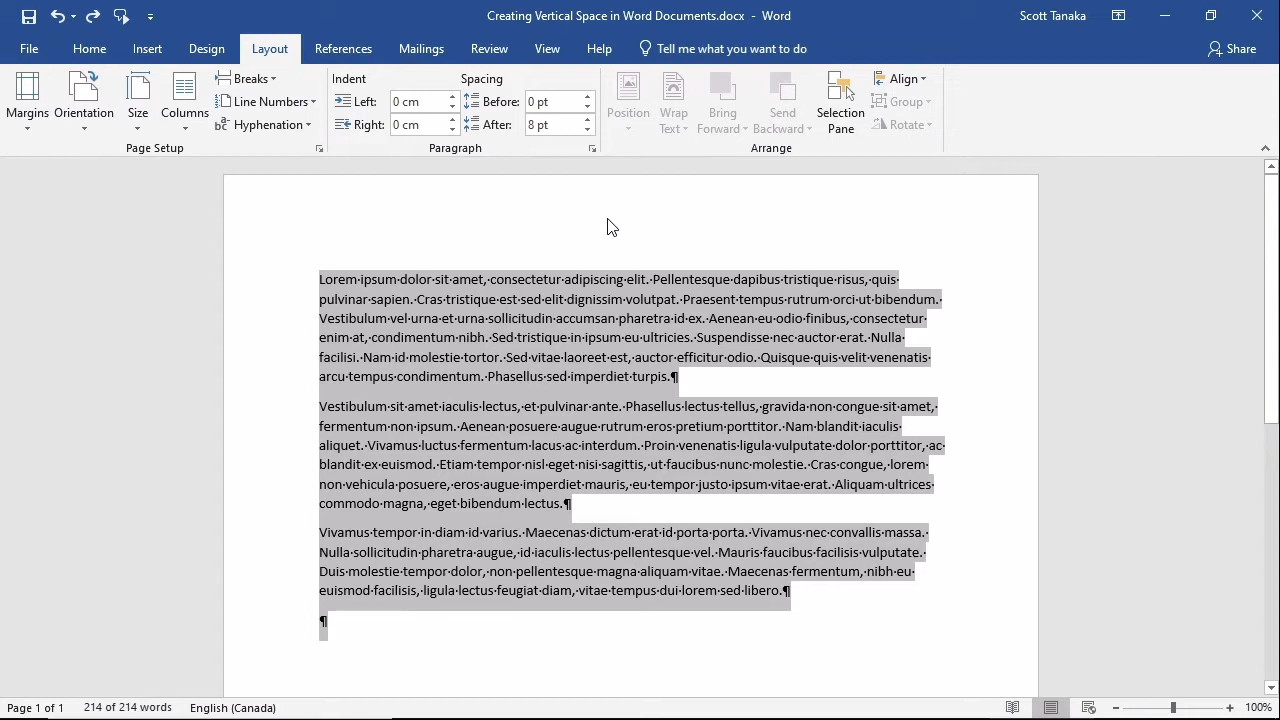 Creating Vertical Space in Word Documents.docx - Word
Scott Tanaka
File Home Insert Design Layout References Mailings Review View Help Tell me what you want to do Share
Margins
Orientation
Size
Columns
Breaks
Line Numbers
Hyphenation
Page Setup
Indent
Left: 0 cm
Right: 0 cm
Spacing
Before: 0 pt
After: 8 pt
Paragraph
Position
Wrap
Text
Bring
Forward
Send
Backward
Selection
Pane
Align
Group
Rotate
Arrange
Lorem·ipsum·dolor·sit·amet,·consectetur·adipiscing·elit.·Pellentesque·dapibus·tristique·risus,·quis·
pulvinar·sapien.·Cras·tristique·est·sed·elit·dignissim·volutpat.·Praesent·tempus·rutrum·orci·ut·bibendum.·
Vestibulum·vel·urna·et·urna·sollicitudin·accumsan·pharetra·id·ex.·Aenean·eu·odio·finibus,·consectetur·
enim·at,·condimentum·nibh.·Sed·tristique·in·ipsum·eu·ultricies.·Suspendisse·nec·auctor·erat.·Nulla·
facilisi.·Nam·id·molestie·tortor.·Sed·vitae·laoreet·est,·auctor·efficitur·odio.·Quisque·quis·velit·venenatis·
arcu·tempus·condimentum.·Phasellus·sed·imperdiet·turpis.¶
Vestibulum·sit·amet·iaculis·lectus,·et·pulvinar·ante.·Phasellus·lectus·tellus,·gravida·non·congue·sit·amet,·
fermentum·non·ipsum.·Aenean·posuere·augue·rutrum·eros·pretium·porttitor.·Nam·blandit·iaculis·
aliquet.·Vivamus·luctus·fermentum·lacus·ac·interdum.·Proin·venenatis·ligula·vulputate·dolor·porttitor,·ac·
blandit·ex·euismod.·Etiam·tempor·nisl·eget·nisi·sagittis,·ut·faucibus·nunc·molestie.·Cras·congue,·lorem·
non·vehicula·posuere,·eros·augue·imperdiet·mauris,·eu·tempor·justo·ipsum·vitae·erat.·Aliquam·ultrices·
commodo·magna,·eget·bibendum·lectus.¶
Vivamus·tempor·in·diam·id·varius.·Maecenas·dictum·erat·id·porta·porta.·Vivamus·nec·convallis·massa.·
Nulla·sollicitudin·pharetra·augue,·id·iaculis·lectus·pellentesque·vel.·Mauris·faucibus·facilisis·vulputate.·
Duis·molestie·tempor·dolor,·non·pellentesque·magna·aliquam·vitae.·Maecenas·fermentum,·nibh·eu·
euismod·facilisis,·ligula·lectus·feugiat·diam,·vitae·tempus·dui·lorem·sed·libero.¶
¶
Page 1 of 1 214 of 214 words English (Canada) 100%